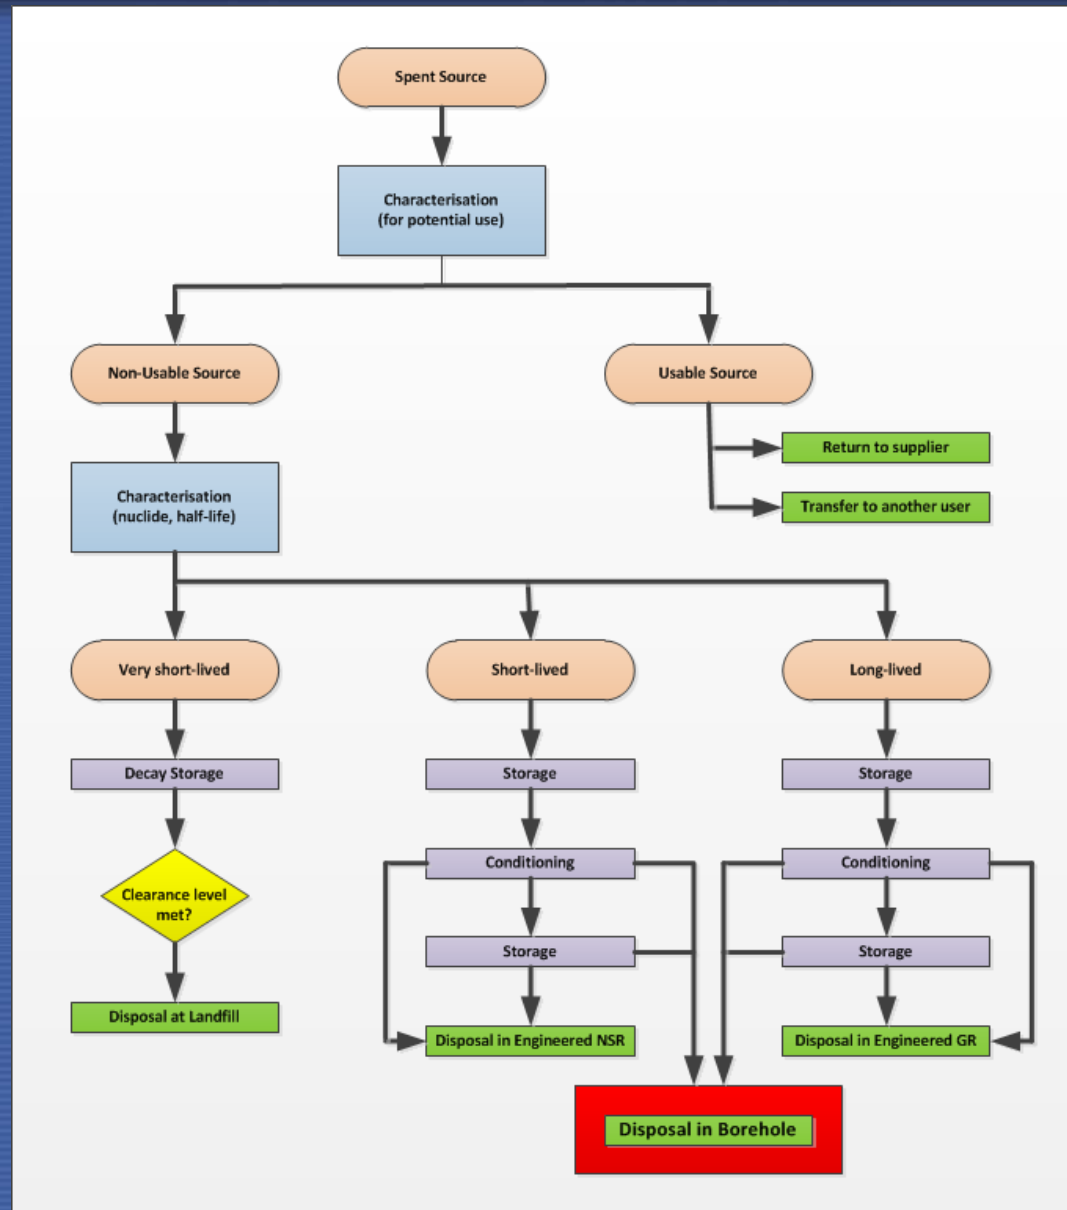 Spent Source
Characterisation
(for potential use)
Non-Usable Source
Usable Source
Return to supplier
Characterisation
(nuclide, half-life)
Transfer to another user
Very short-lived
Short-lived
Long-lived
Decay Storage
Storage
Storage
Conditioning
Conditioning
Clearance level
met?
Storage
Storage
Disposal at Landfill
Disposal in Engineered NSR
Disposal in Engineered GR
Disposal in Borehole